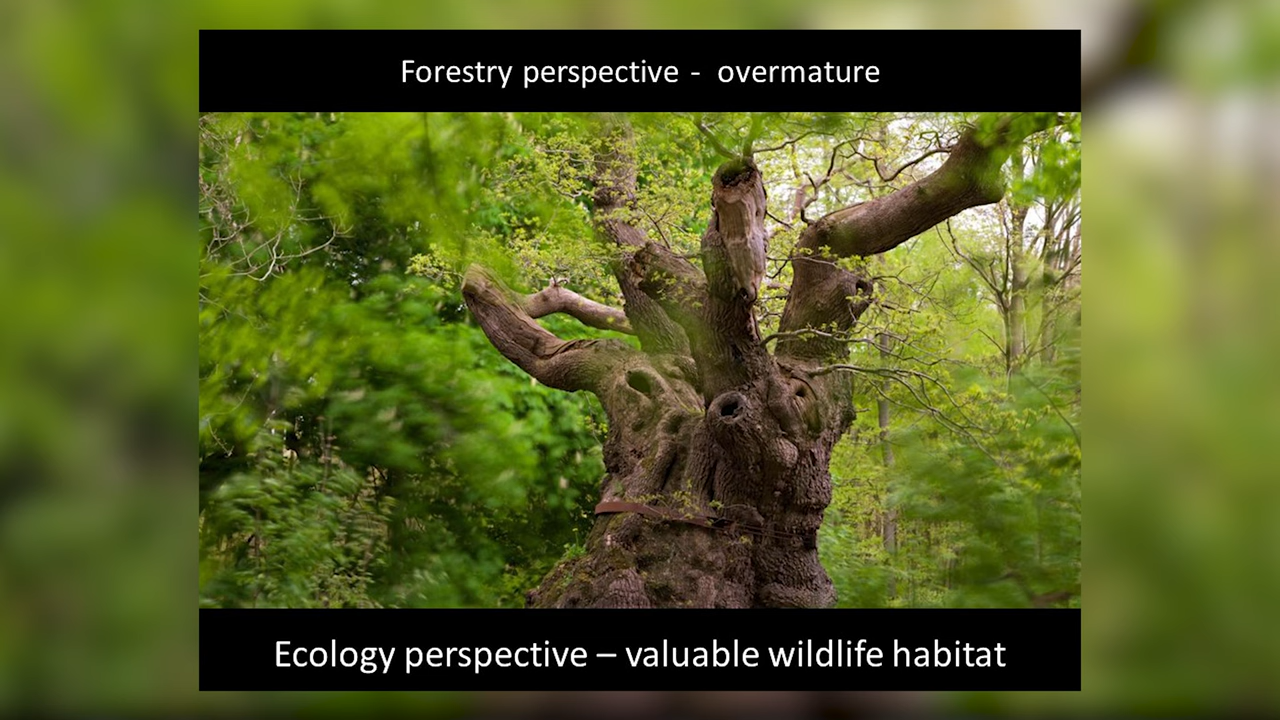 Forestry perspective - overmature
Ecology perspective – valuable wildlife habitat